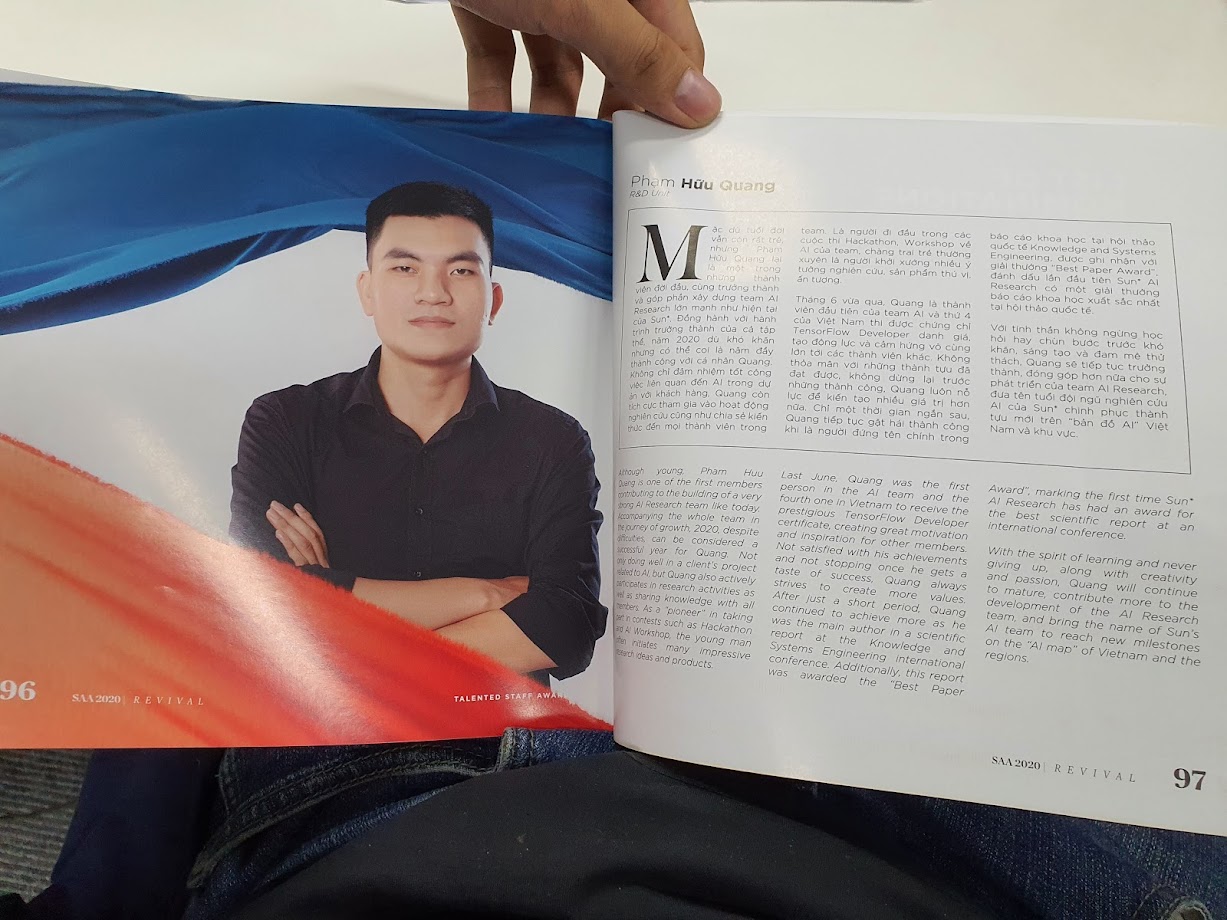 96
SAA 2020 | REVIVAL
TALENTED STAFF AWAR
Phạm Hữu Quang
R&D Unit
Mặc dù tuổi đời
vẫn còn rất trẻ,
nhưng Phạm
Hữu Quang lại
là một trong
những thành
viên đợi đầu, cùng trưởng thành
và góp phần xây dựng team AI
Research lớn mạnh như hiện tại
của Sun*. Đồng hành với hành
trình trưởng thành của cả tập
thể, năm 2020 dù khó khăn
nhưng có thể coi là năm đầy
thành công với cá nhân Quang.
Không chỉ đảm nhiệm tốt công
việc liên quan đến AI trong dự
án với khách hàng, Quang còn
tích cực tham gia vào hoạt động
nghiên cứu cũng như chia sẻ kiến
thức đến mọi thành viên trong
team. Là người đi đầu trong các
cuộc thi Hackathon, Workshop về
AI của team, chàng trai trẻ thường
xuyên là người khởi xướng nhiều ý
tưởng nghiên cứu, sản phẩm thú vị,
ấn tượng.
Tháng 6 vừa qua, Quang là thành
viên đầu tiên của team AI và thứ 4
của Việt Nam thi được chứng chỉ
TensorFlow Developer danh giá,
tạo động lực và cảm hứng vô cùng
lớn tới các thành viên khác. Không
thỏa mãn với những thành tựu đã
đạt được, không dừng lại trước
những thành công, Quang luôn nỗ
lực để kiến tạo nhiều giá trị hơn
nữa. Chỉ một thời gian ngắn sau,
Quang tiếp tục gặt hái thành công
khi là người đứng tên chính trong
báo cáo khoa học tại hội thảo
quốc tế Knowledge and Systems
Engineering, được ghi nhận với
giải thưởng "Best Paper Award",
đánh dấu lần đầu tiên Sun* AI
Research có một giải thưởng
báo cáo khoa học xuất sắc nhất
tại hội thảo quốc tế.
Với tinh thần không ngừng học
hỏi hay chùn bước trước khó
khăn, sáng tạo và đam mê thử
thách, Quang sẽ tiếp tục trưởng
thành, đóng góp hơn nữa cho sự
phát triển của team AI Research,
đưa tên tuổi đội ngũ nghiên cứu
AI của Sun* chinh phục thành
tựu mới trên "bản đồ AI" Việt
Nam và khu vực.
Although young, Pham Huu
Quang is one of the first members
contributing to the building of a very
strong AI Research team like today.
Accompanying the whole team in
the journey of growth, 2020, despite
difficulties, can be considered a
successful year for Quang. Not
only doing well in a client's project
related to AI, but Quang also actively
participates in research activities as
well as sharing knowledge with all
members. As a "pioneer" in taking
part in contests such as Hackathon
and AI Workshop, the young man
often initiates many impressive
research ideas and products.
Last June, Quang was the first
person in the AI team and the
fourth one in Vietnam to receive the
prestigious TensorFlow Developer
certificate, creating great motivation
and inspiration for other members.
Not satisfied with his achievements
and not stopping once he gets a
taste of success, Quang always
strives to create more values.
After just a short period, Quang
continued to achieve more as he
was the main author in a scientific
report at the Knowledge and
Systems Engineering international
conference. Additionally, this report
was awarded the "Best Paper
Award", marking the first time Sun*
AI Research has had an award for
the best scientific report at an
international conference.
With the spirit of learning and never
giving up, along with creativity
and passion, Quang will continue
to mature, contribute more to the
development of the AI Research
team, and bring the name of Sun's
AI team to reach new milestones
on the "AI map" of Vietnam and the
regions.
SAA 2020 | REVIVAL
97